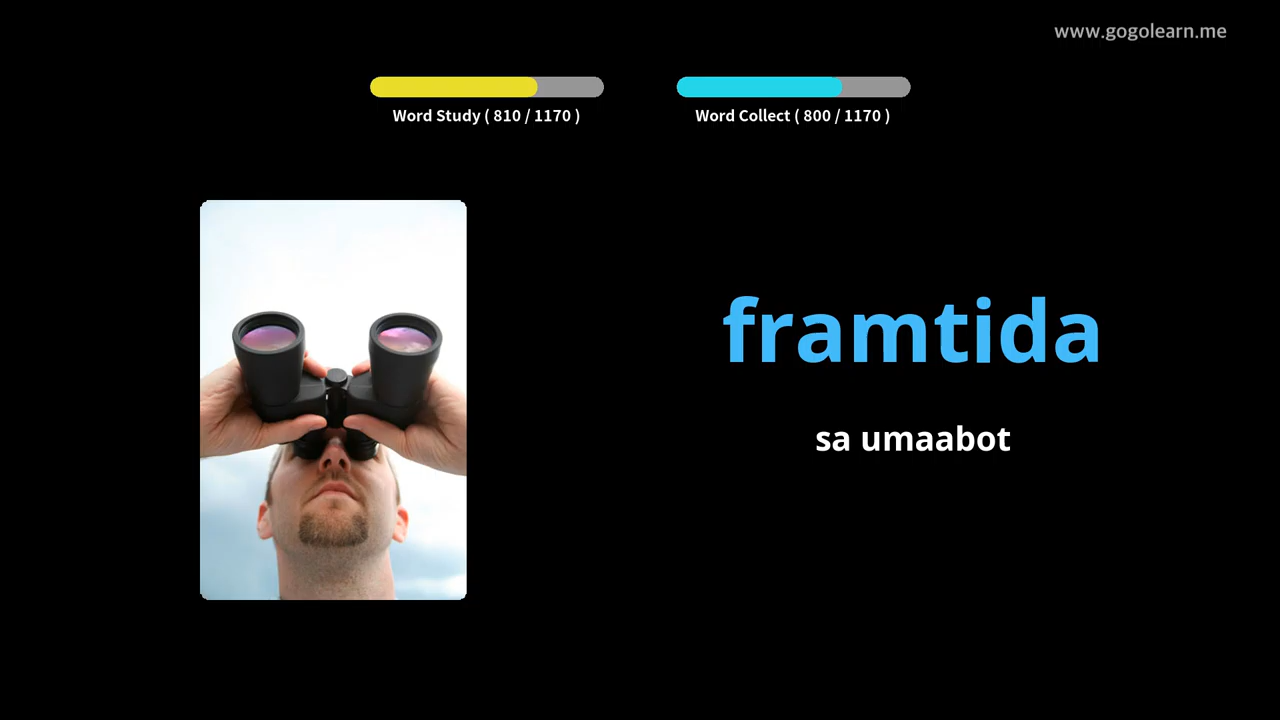 www.gogolearn.me
Word Study ( 810 / 1170 )
Word Collect ( 800 / 1170 )
framtida
sa umaabot